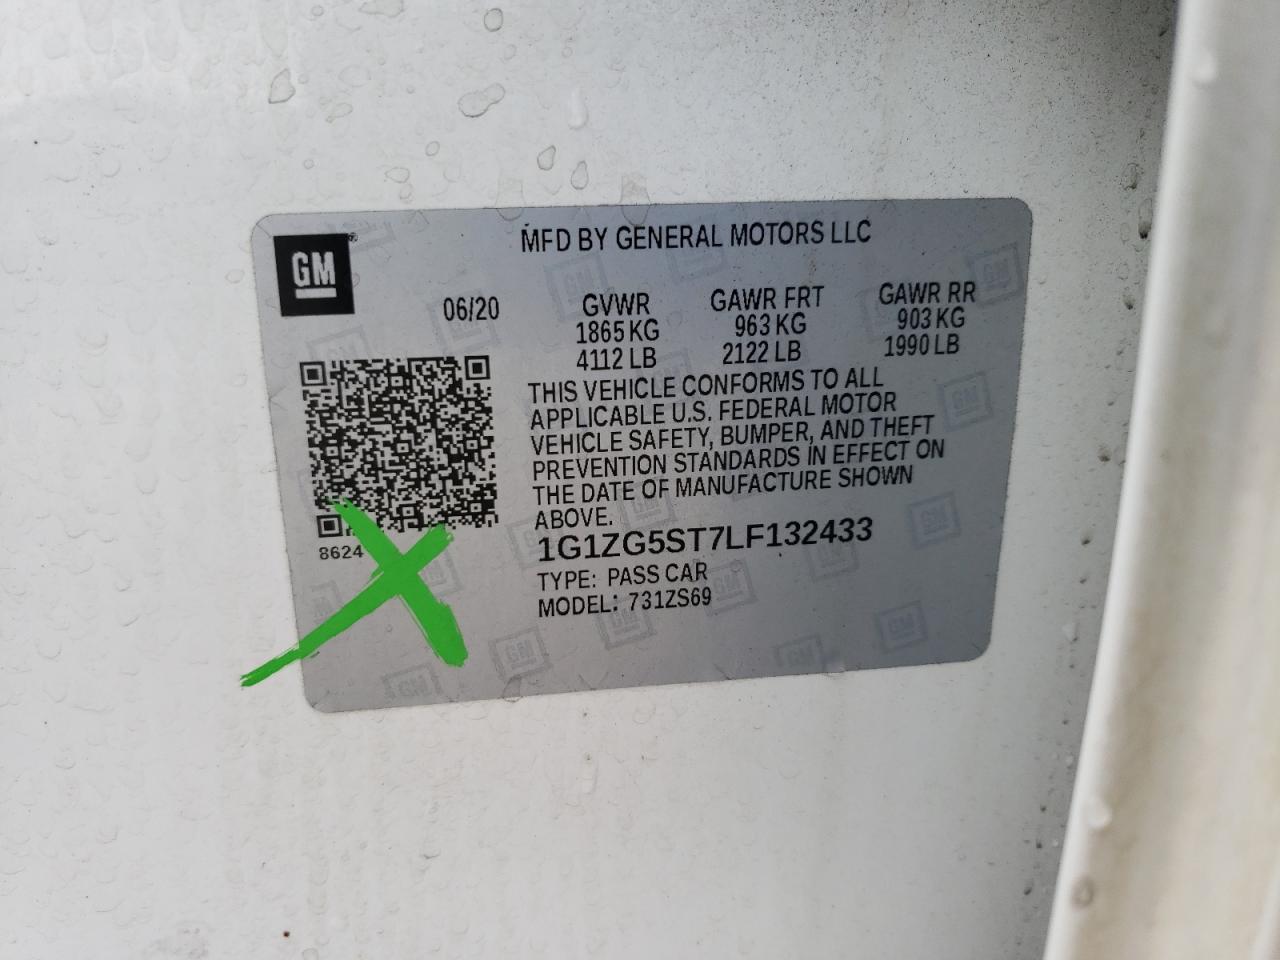 GM
MFD BY GENERAL MOTORS LLC
06/20
GVWR GAWR FRT GAWR RR
1865 KG 963 KG 903 KG
4112 LB 2122 LB 1990 LB
THIS VEHICLE CONFORMS TO ALL
APPLICABLE U.S. FEDERAL MOTOR
VEHICLE SAFETY, BUMPER, AND THEFT
PREVENTION STANDARDS IN EFFECT ON
THE DATE OF MANUFACTURE SHOWN
ABOVE.
8624
1G1ZG5ST7LF132433
TYPE: PASS CAR
MODEL: 731ZS69